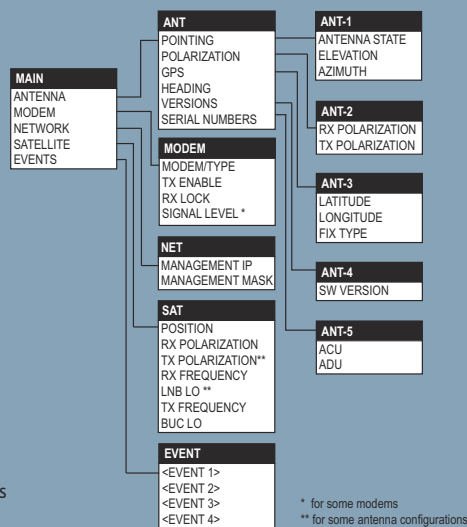 MAIN
ANTENNA
MODEM
NETWORK
SATELLITE
EVENTS
ANT
POINTING
POLARIZATION
GPS
HEADING
VERSIONS
SERIAL NUMBERS
MODEM
MODEM/TYPE
TX ENABLE
RX LOCK
SIGNAL LEVEL *
NET
MANAGEMENT IP
MANAGEMENT MASK
SAT
POSITION
RX POLARIZATION
TX POLARIZATION**
RX FREQUENCY
LNB LO **
TX FREQUENCY
BUC LO
EVENT
<EVENT 1>
<EVENT 2>
<EVENT 3>
<EVENT 4>
ANT-1
ANTENNA STATE
ELEVATION
AZIMUTH
ANT-2
RX POLARIZATION
TX POLARIZATION
ANT-3
LATITUDE
LONGITUDE
FIX TYPE
ANT-4
SW VERSION
ANT-5
ACU
ADU
s
* for some modems
** for some antenna configurations